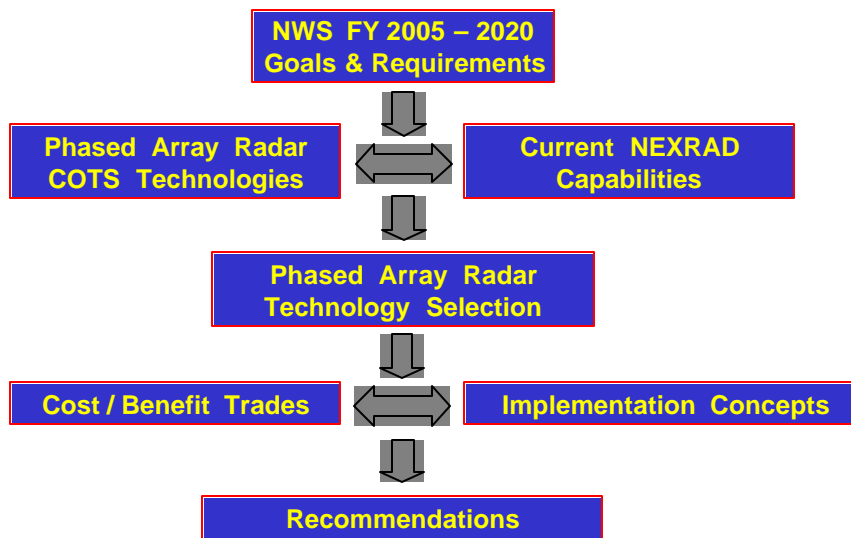 NWS FY 2005 – 2020
Goals & Requirements
Phased Array Radar
COTS Technologies
Current NEXRAD
Capabilities
Phased Array Radar
Technology Selection
Cost / Benefit Trades
Implementation Concepts
Recommendations